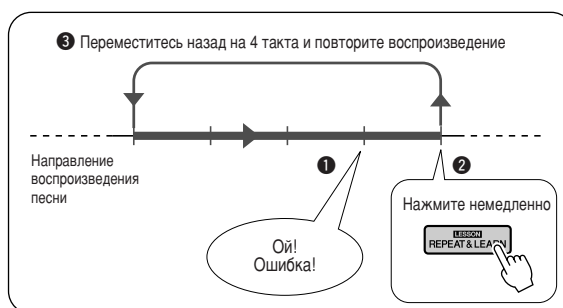 ❸ Переместитесь назад на 4 такта и повторите воспроизведение
Направление
воспроизведения
песни
❶
❷
Ой!
Ошибка!
Нажмите немедленно
LESSON
REPEAT & LEARN